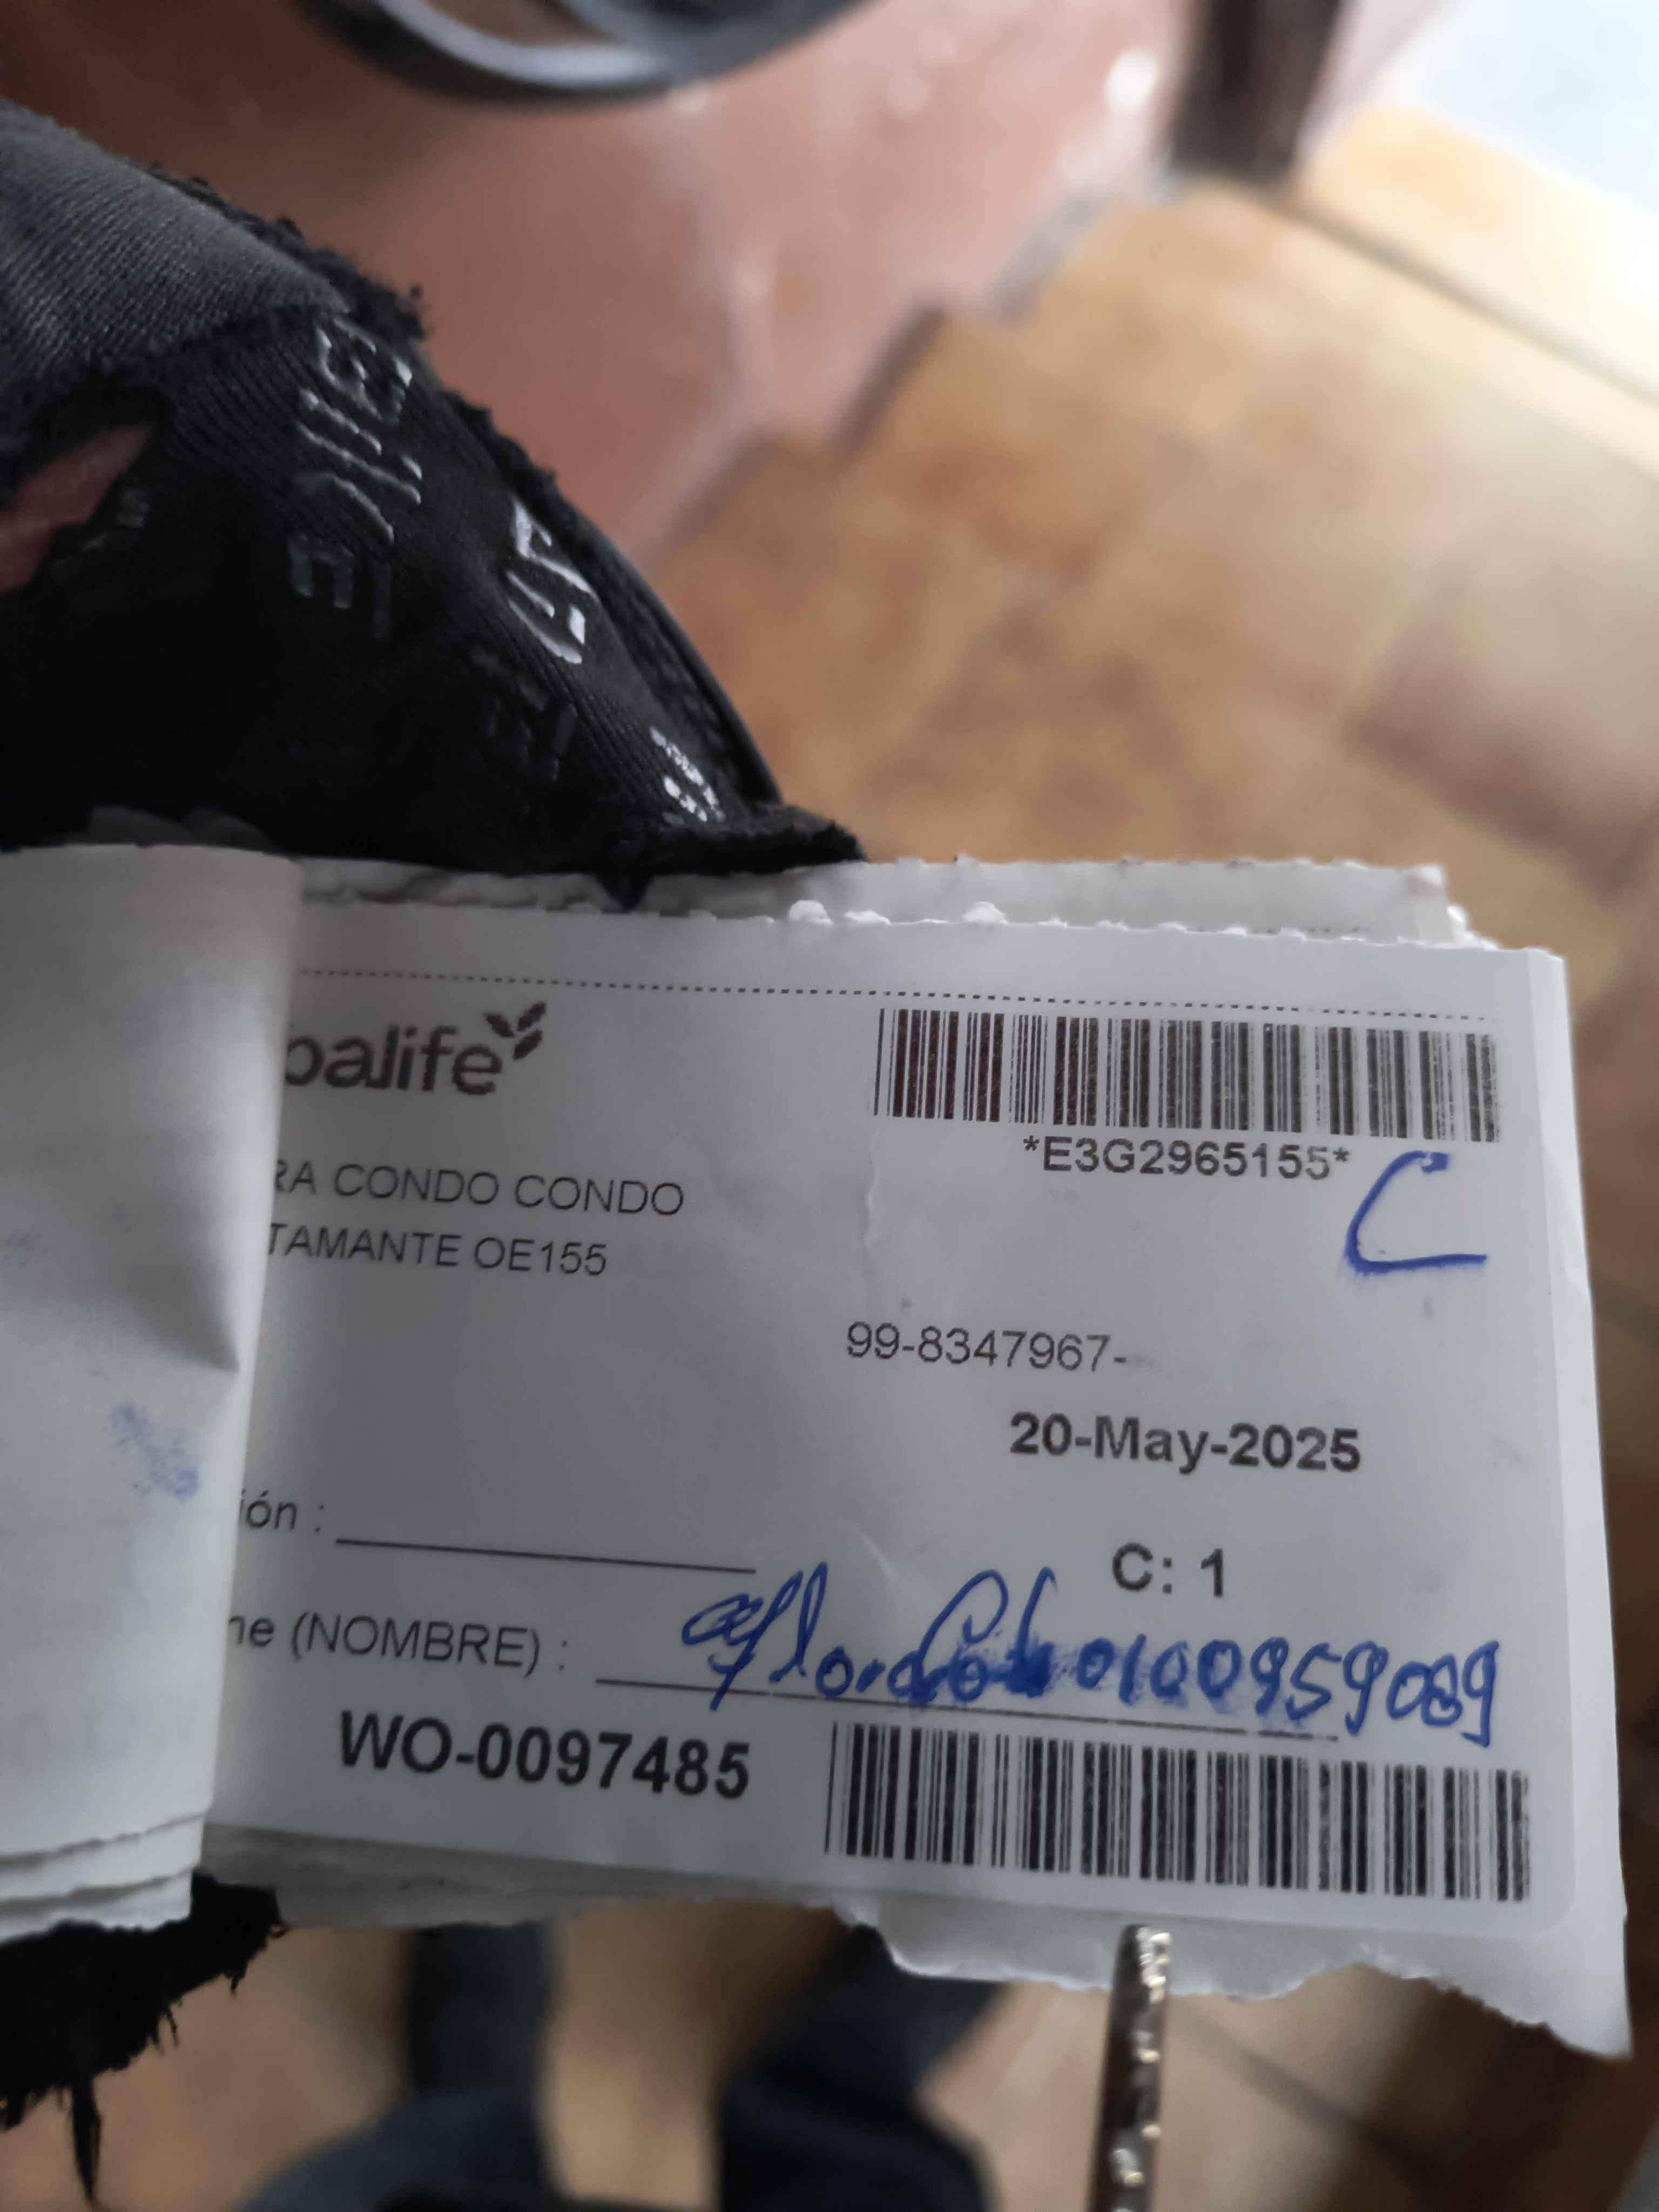 balife
*E3G2965155*
C
RA CONDO CONDO
TAMANTE OE155
99-8347967-
20-May-2025
ión :
C: 1
ne (NOMBRE) :
0100959089
WO-0097485